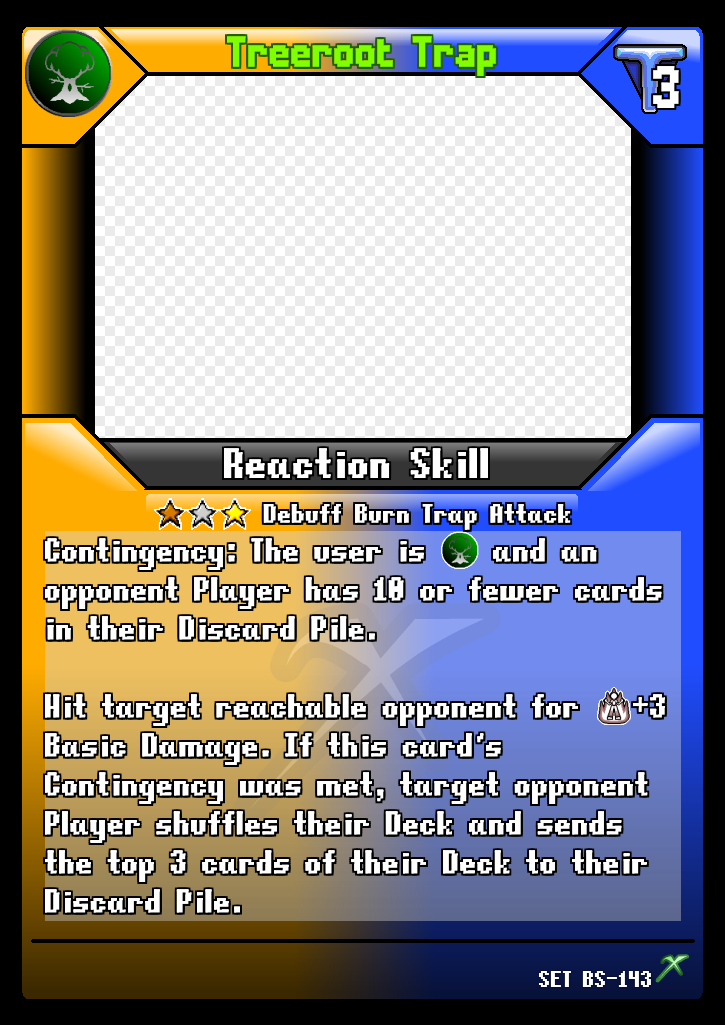 Treeroot Trap
3
Reaction Skill
Debuff Burn Trap Attack
Contingency: The user is and an
opponent Player has 10 or fewer cards
in their Discard Pile.
Hit target reachable opponent for +3
Basic Damage. If this card's
Contingency was met, target opponent
Player shuffles their Deck and sends
the top 3 cards of their Deck to their
Discard Pile.
SET BS-143